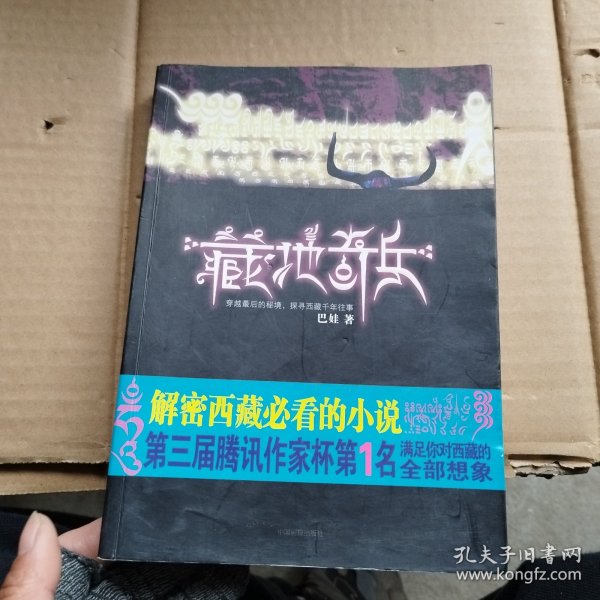 藏地奇兵
穿越最后的秘境，探寻西藏千年往事
巴娃 著
解密西藏必看的小说
第三届腾讯作家杯第1名
满足你对西藏的
全部想象
孔夫子旧书网
www.kongfz.com